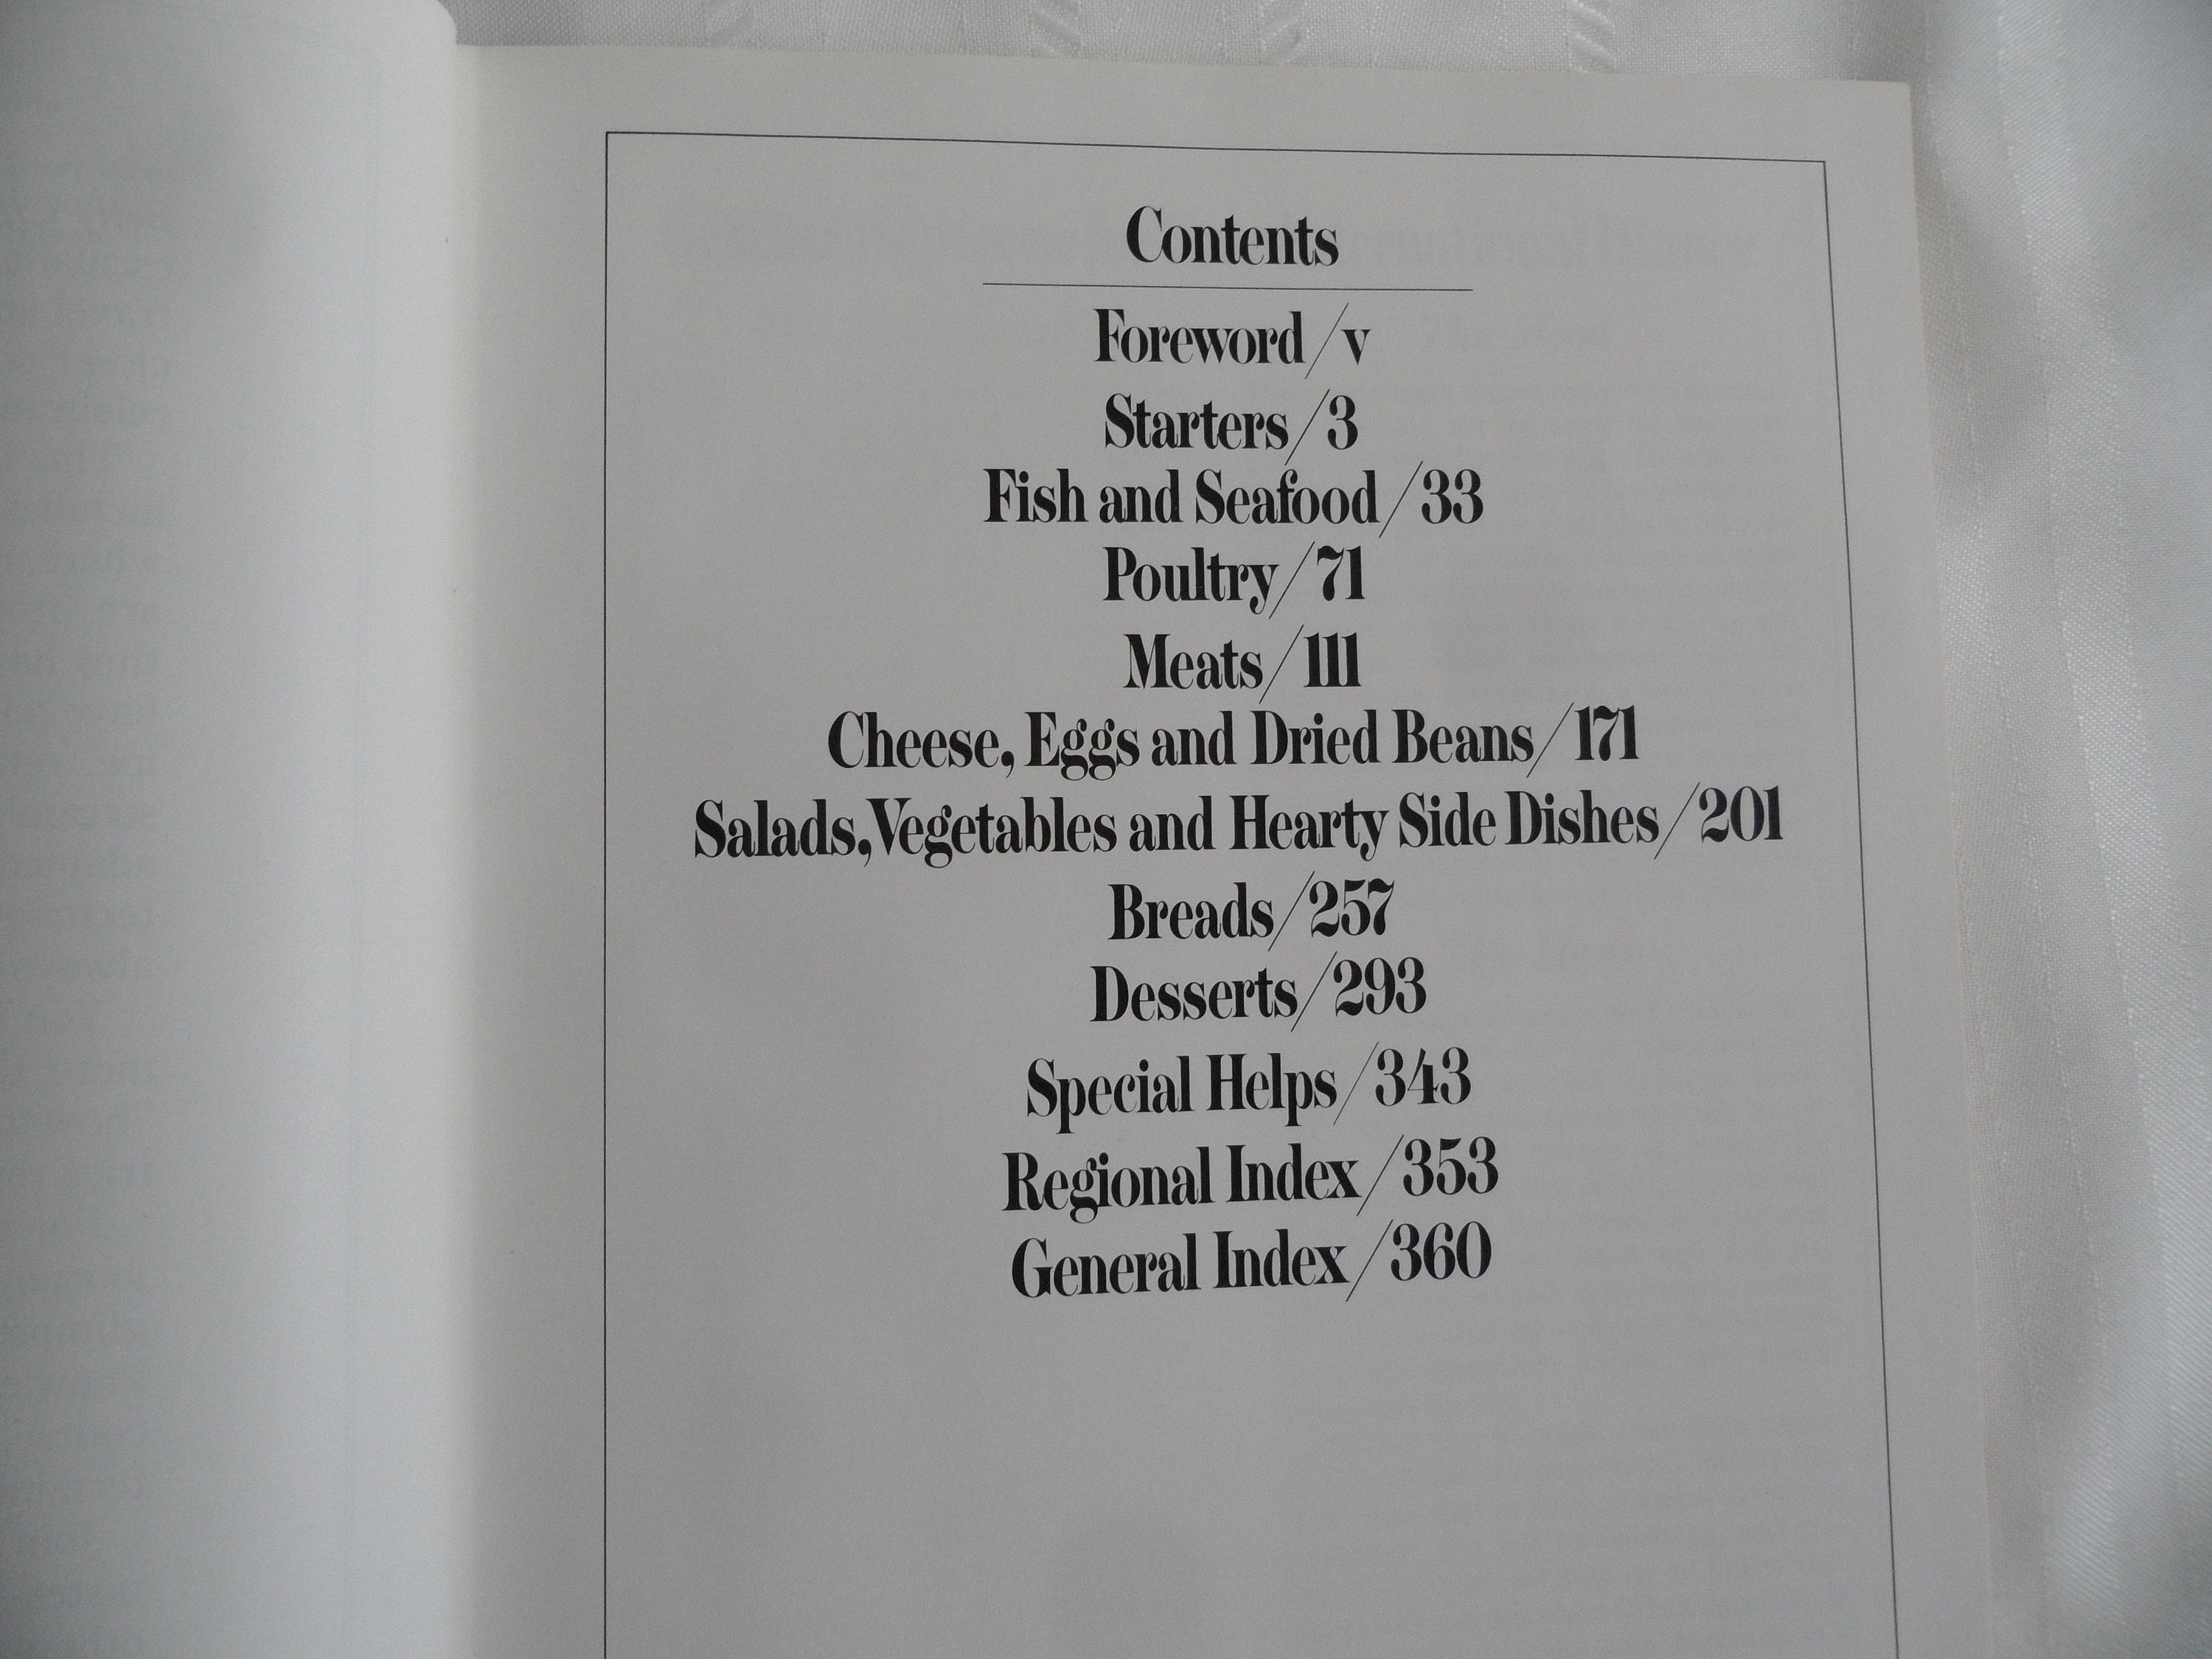 Contents
Foreword/v
Starters/3
Fish and Seafood/33
Poultry/71
Meats/111
Cheese, Eggs and Dried Beans/171
Salads, Vegetables and Hearty Side Dishes/201
Breads/257
Desserts/293
Special Helps/343
Regional Index/353
General Index/360